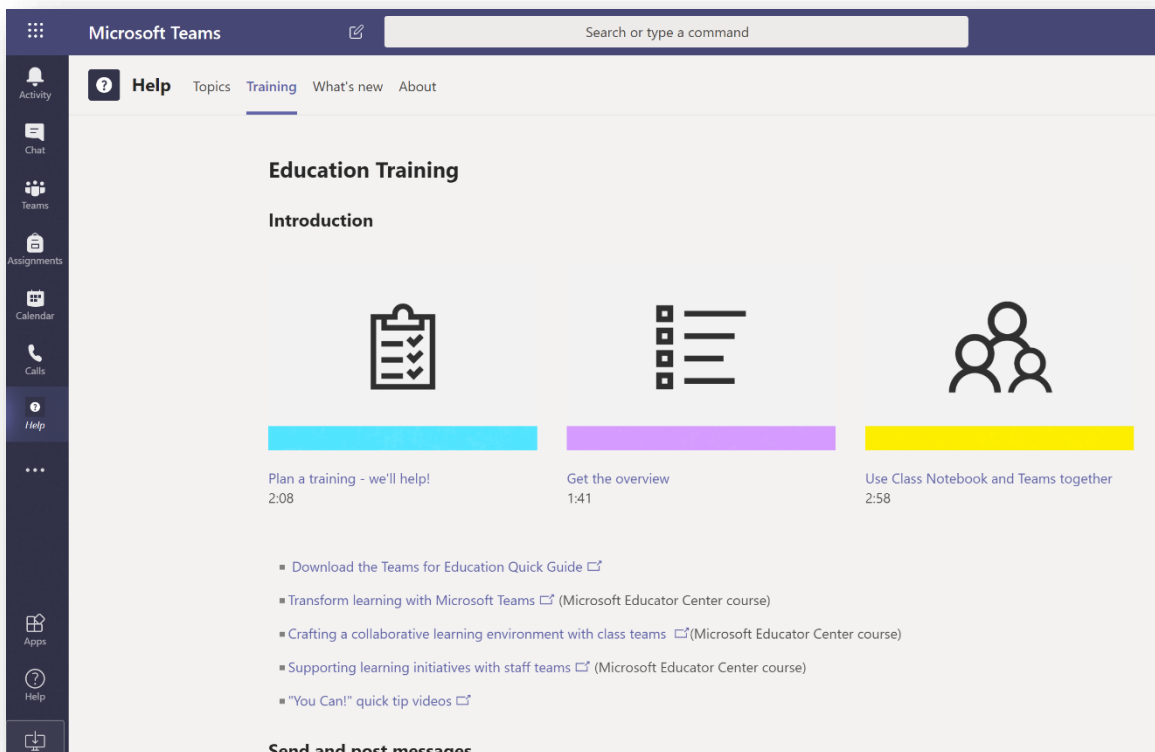 Microsoft Teams
Search or type a command
Activity
Chat
Teams
Assignments
Calendar
Calls
Help
Apps
Help
Help Topics Training What's new About
Education Training
Introduction
Plan a training - we'll help!
2:08
Get the overview
1:41
Use Class Notebook and Teams together
2:58
Download the Teams for Education Quick Guide
Transform learning with Microsoft Teams (Microsoft Educator Center course)
Crafting a collaborative learning environment with class teams (Microsoft Educator Center course)
Supporting learning initiatives with staff teams (Microsoft Educator Center course)
"You Can!" quick tip videos
Send and post messages